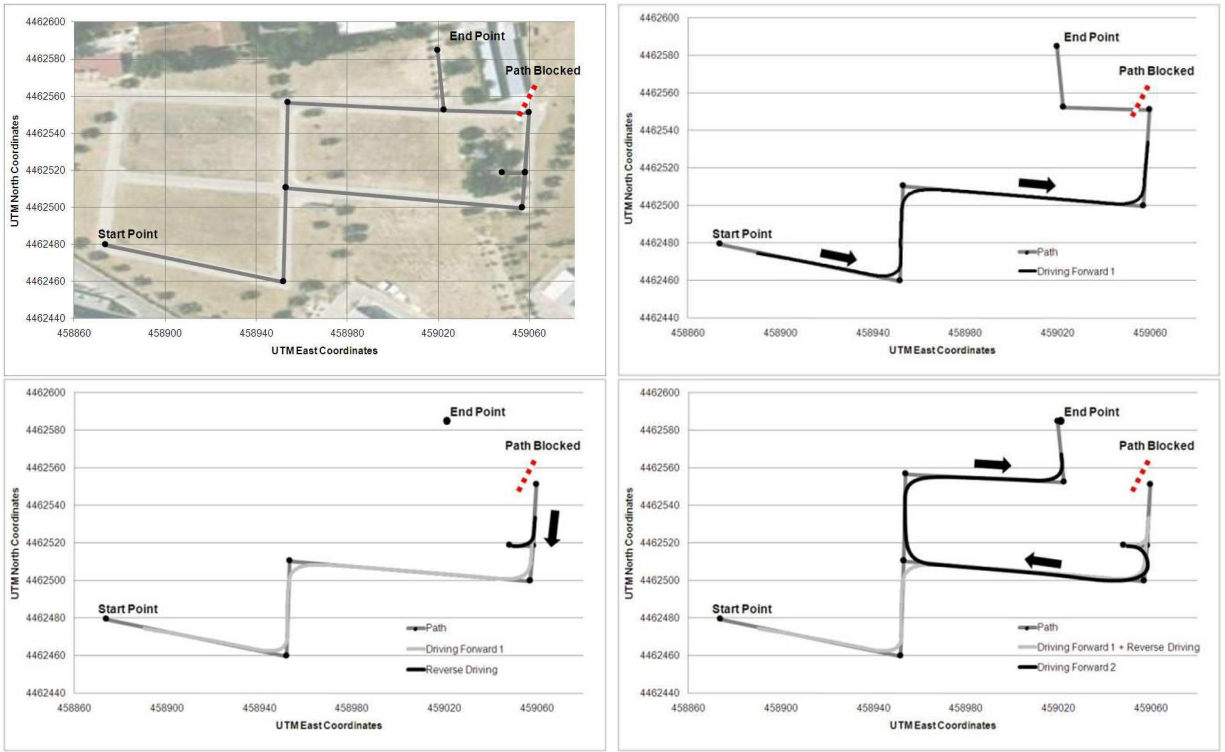 4462600
4462580
4462560
4462540
4462520
4462500
4462480
4462460
4462440
UTM North Coordinates
End Point
Path Blocked
Start Point
458860 458900 458940 458980 459020 459060
UTM East Coordinates
4462600
4462580
4462560
4462540
4462520
4462500
4462480
4462460
4462440
UTM North Coordinates
End Point
Path Blocked
Start Point
Path
Driving Forward 1
458860 458900 458940 458980 459020 459060
UTM East Coordinates
4462600
4462580
4462560
4462540
4462520
4462500
4462480
4462460
4462440
UTM North Coordinates
End Point
Path Blocked
Start Point
Path
Driving Forward 1
Reverse Driving
458860 458900 458940 458980 459020 459060
UTM East Coordinates
4462600
4462580
4462560
4462540
4462520
4462500
4462480
4462460
4462440
UTM North Coordinates
End Point
Path Blocked
Start Point
Path
Driving Forward 1 + Reverse Driving
Driving Forward 2
458860 458900 458940 458980 459020 459060
UTM East Coordinates